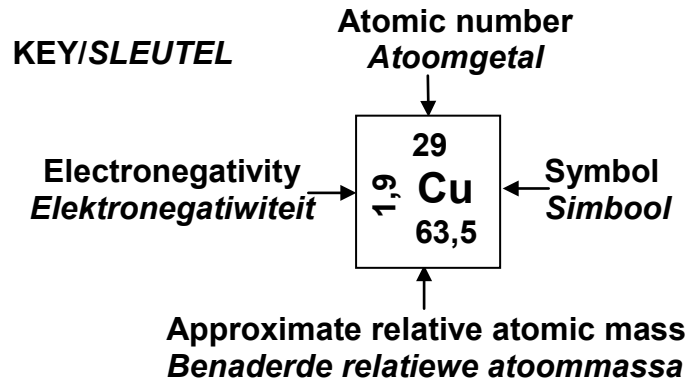 KEY/SLEUTEL
Atomic number
Atoomgetal
Electronegativity
Elektronegatiwiteit
29
1,9
Cu
63,5
Symbol
Simbool
Approximate relative atomic mass
Benaderde relatiewe atoommassa